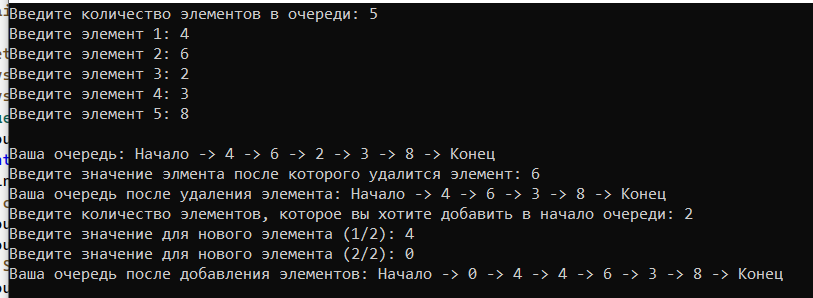 Введите количество элементов в очереди: 5
Введите элемент 1: 4
Введите элемент 2: 6
Введите элемент 3: 2
Введите элемент 4: 3
Введите элемент 5: 8
Ваша очередь: Начало -> 4 -> 6 -> 2 -> 3 -> 8 -> Конец
Введите значение элмента после которого удалится элемент: 6
Ваша очередь после удаления элемента: Начало -> 4 -> 6 -> 3 -> 8 -> Конец
Введите количество элементов, которое вы хотите добавить в начало очереди: 2
Введите значение для нового элемента (1/2): 4
Введите значение для нового элемента (2/2): 0
Ваша очередь после добавления элементов: Начало -> 0 -> 4 -> 4 -> 6 -> 3 -> 8 -> Конец